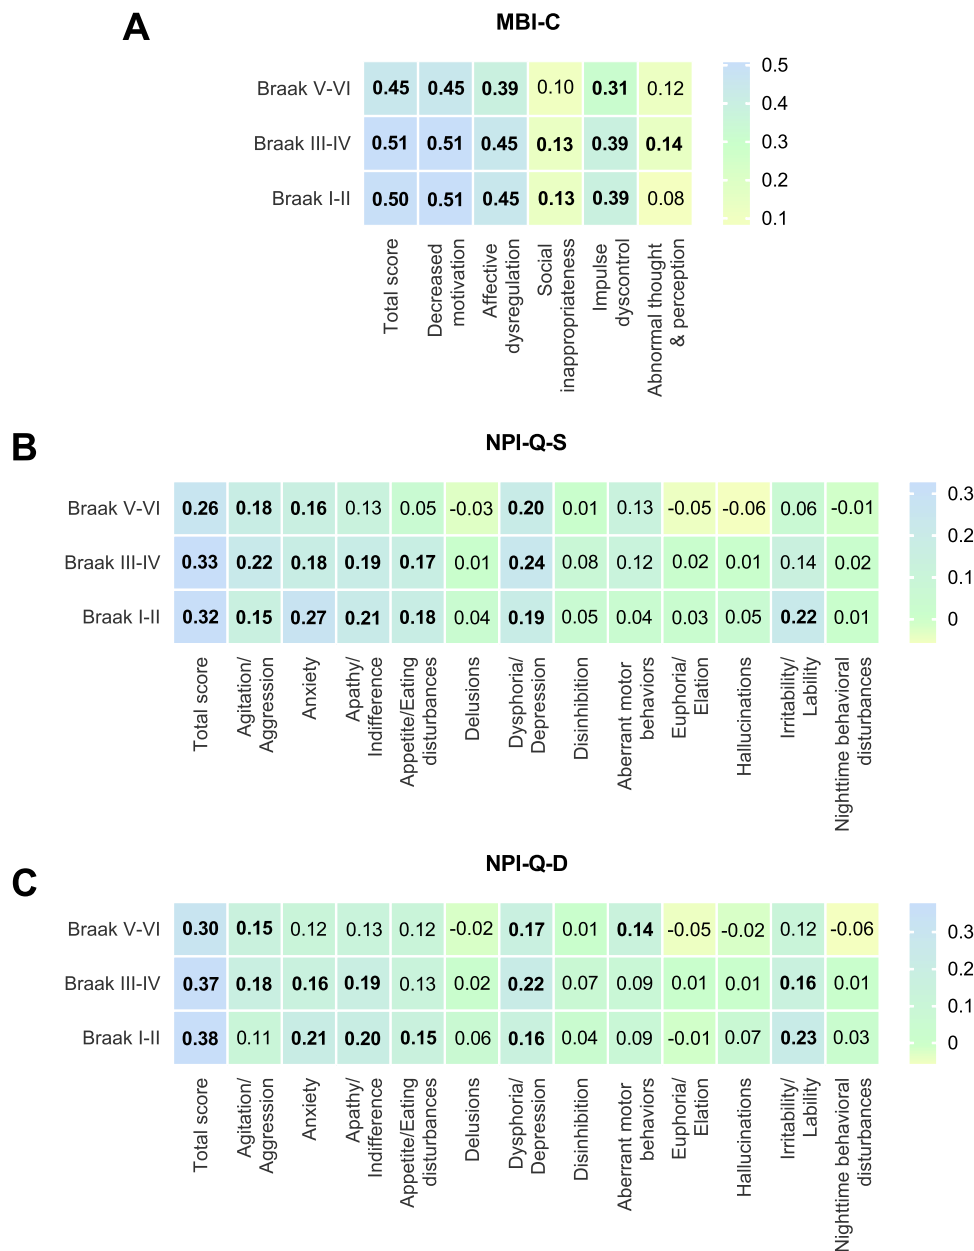 A
MBI-C
Braak V-VI 0.45 0.45 0.39 0.10 0.31 0.12
Braak III-IV 0.51 0.51 0.45 0.13 0.39 0.14
Braak I-II 0.50 0.51 0.45 0.13 0.39 0.08
0.5
0.4
0.3
0.2
0.1
Total score
Decreased
motivation
Affective
dysregulation
Social
inappropriateness
Impulse
dyscontrol
Abnormal thought
& perception
B
NPI-Q-S
Braak V-VI 0.26 0.18 0.16 0.13 0.05 -0.03 0.20 0.01 0.13 -0.05 -0.06 0.06 -0.01
Braak III-IV 0.33 0.22 0.18 0.19 0.17 0.01 0.24 0.08 0.12 0.02 0.01 0.14 0.02
Braak I-II 0.32 0.15 0.27 0.21 0.18 0.04 0.19 0.05 0.04 0.03 0.05 0.22 0.01
0.3
0.2
0.1
0
Total score
Agitation/
Aggression
Anxiety
Apathy/
Indifference
Appetite/Eating
disturbances
Delusions
Dysphoria/
Depression
Disinhibition
Aberrant motor
behaviors
Euphoria/
Elation
Hallucinations
Irritability/
Lability
Nighttime behavioral
disturbances
C
NPI-Q-D
Braak V-VI 0.30 0.15 0.12 0.13 0.12 -0.02 0.17 0.01 0.14 -0.05 -0.02 0.12 -0.06
Braak III-IV 0.37 0.18 0.16 0.19 0.13 0.02 0.22 0.07 0.09 0.01 0.01 0.16 0.01
Braak I-II 0.38 0.11 0.21 0.20 0.15 0.06 0.16 0.04 0.09 -0.01 0.07 0.23 0.03
0.3
0.2
0.1
0
Total score
Agitation/
Aggression
Anxiety
Apathy/
Indifference
Appetite/Eating
disturbances
Delusions
Dysphoria/
Depression
Disinhibition
Aberrant motor
behaviors
Euphoria/
Elation
Hallucinations
Irritability/
Lability
Nighttime behavioral
disturbances